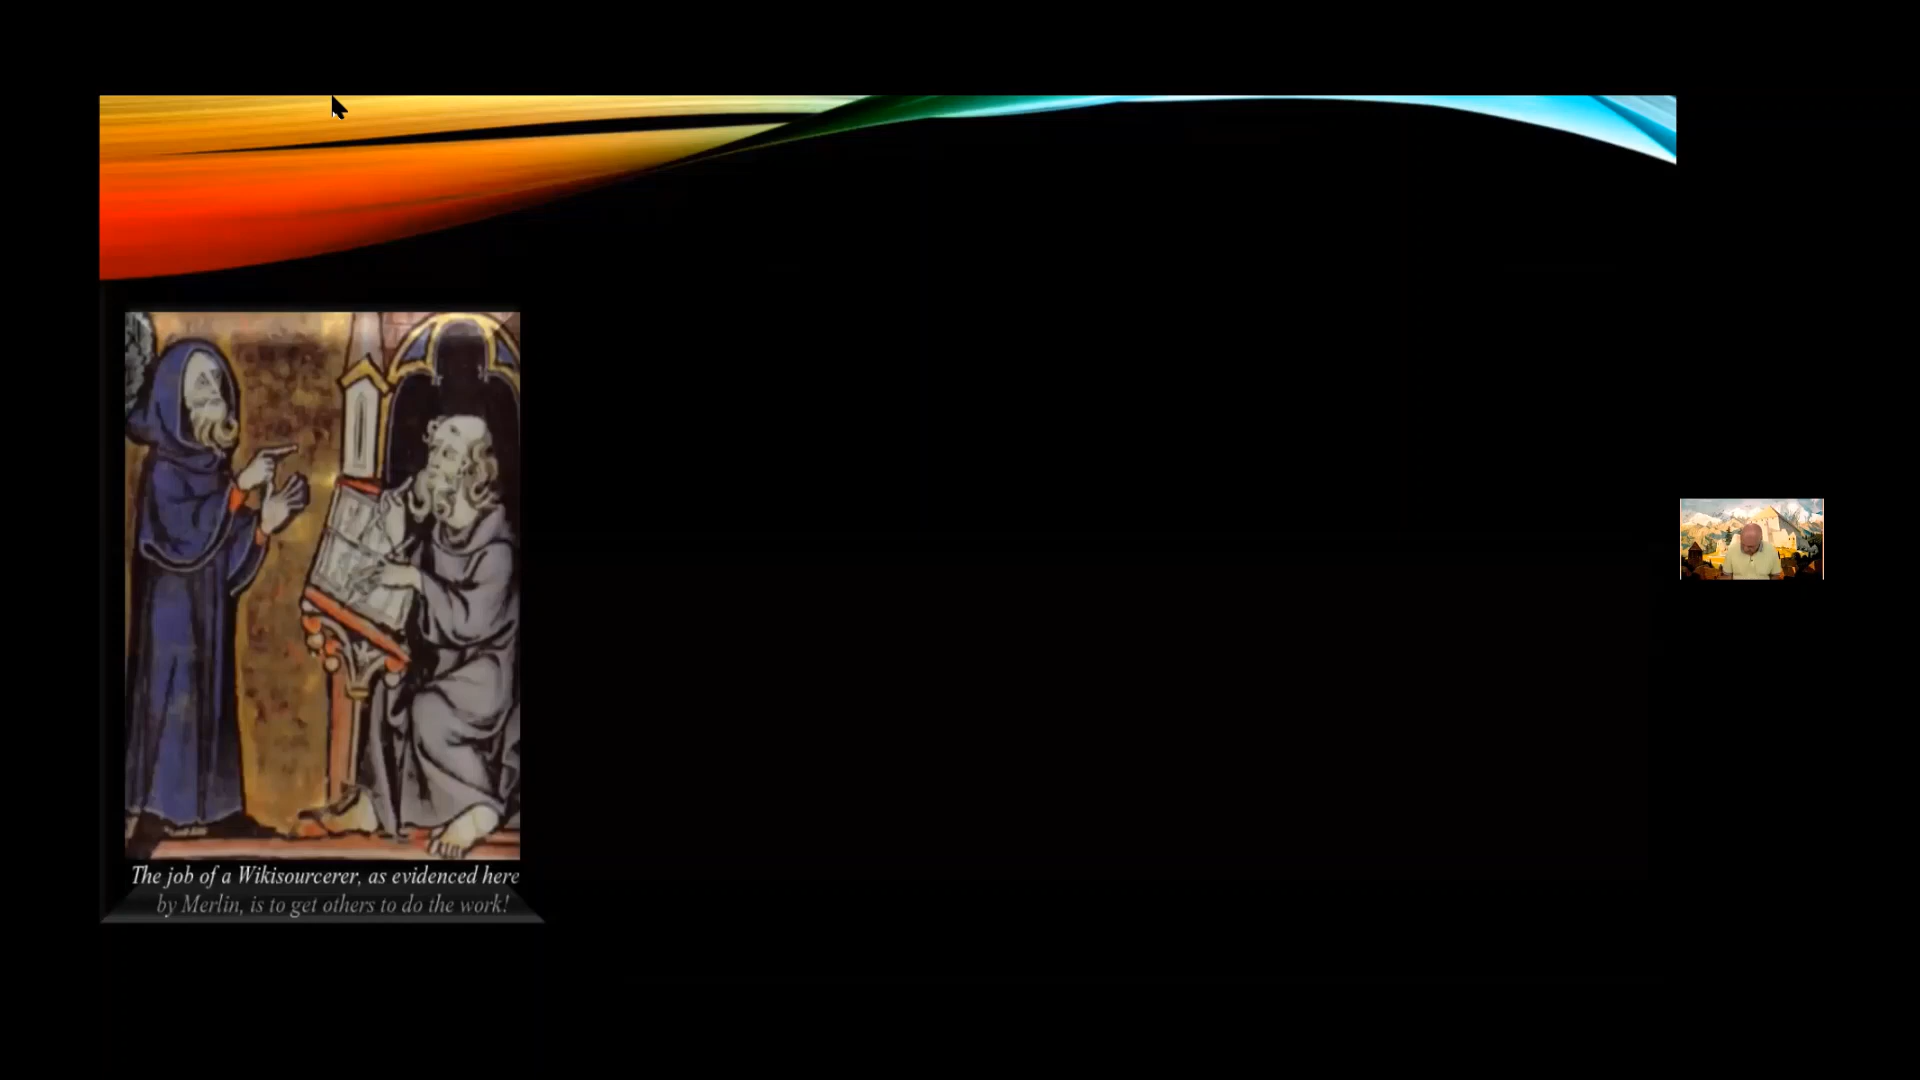 The job of a Wikisourcerer, as evidenced here
by Merlin, is to get others to do the work!